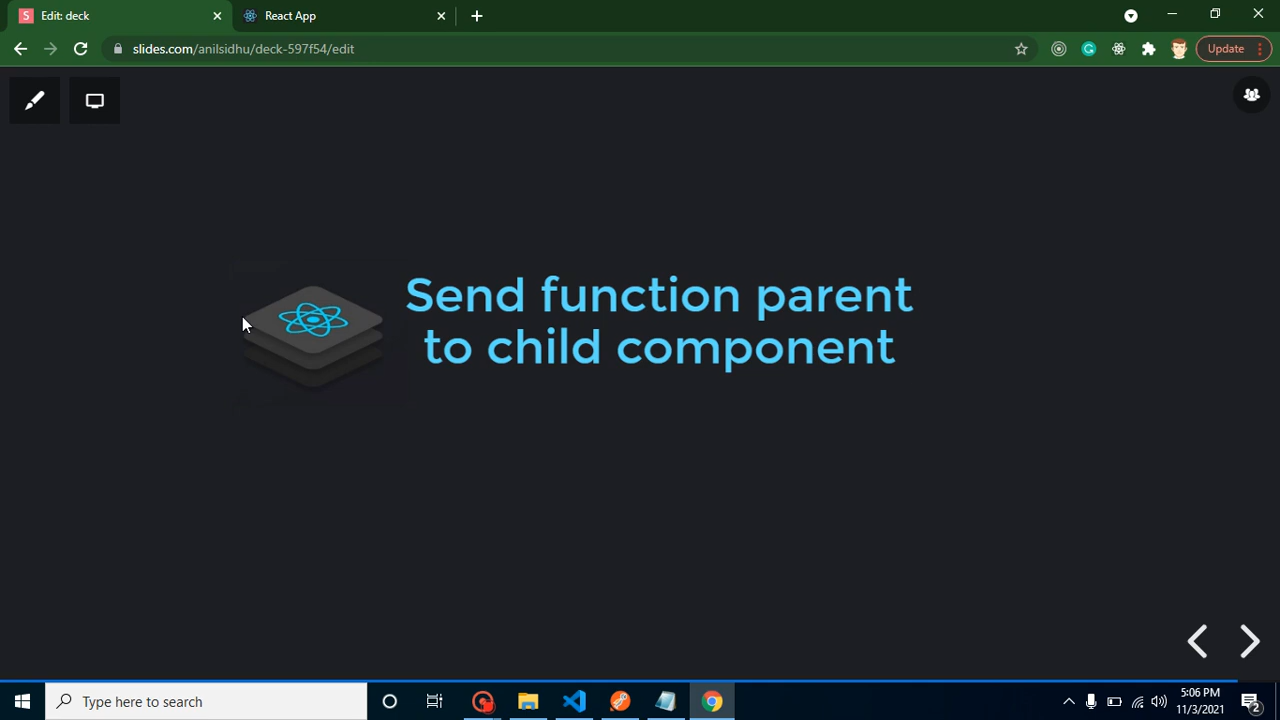 Edit: deck
React App
slides.com/anilsidhu/deck-597f54/edit
Update
Send function parent
to child component
Type here to search
5:06 PM
11/3/2021
2